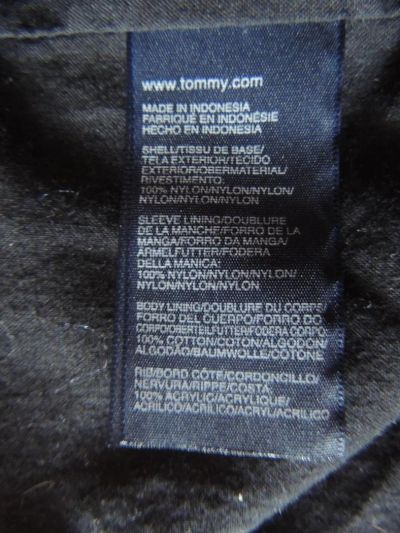 www.tommy.com
MADE IN INDONESIA
FABRIQUÉ EN INDONÉSIE
HECHO EN INDONESIA
SHELL/TISSU DE BASE/
TELA EXTERIOR/TECIDO
EXTERIOR/OBERMATERIAL/
RIVESTIMENTO:
100% NYLON/NYLON/NYLON/
NYLON/NYLON/NYLON
SLEEVE LINING/DOUBLURE
DE LA MANCHE/FORRO DE LA
MANGA/FORRO DA MANGA/
ÄRMELFUTTER/FODERA
DELLA MANICA:
100% NYLON/NYLON/NYLON/
NYLON/NYLON/NYLON
BODY LINING/DOUBLURE DU CORPS/
FORRO DEL CUERPO/FORRO DO
CORPO/OBERTEILFUTTER/FODERA CORPO:
100% COTTON/COTON/ALGODÓN/
ALGODÃO/BAUMWOLLE/COTONE
RIB/BORD CÔTE/CORDONCILLO/
NERVURA/RIPPE/COSTA:
100% ACRYLIC/ACRYLIQUE/
ACRÍLICO/ACRÍLICO/ACRYL/ACRILICO